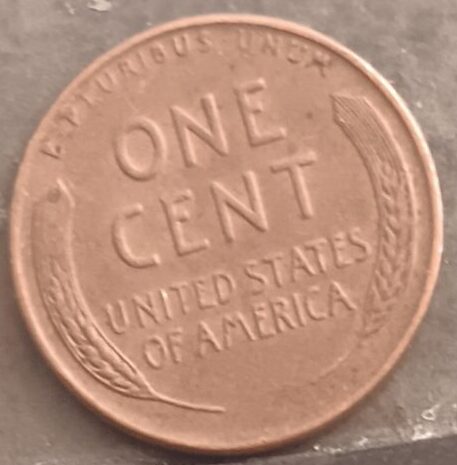 E·PLURIBUS·UNUM
ONE
CENT
UNITED STATES
OF AMERICA